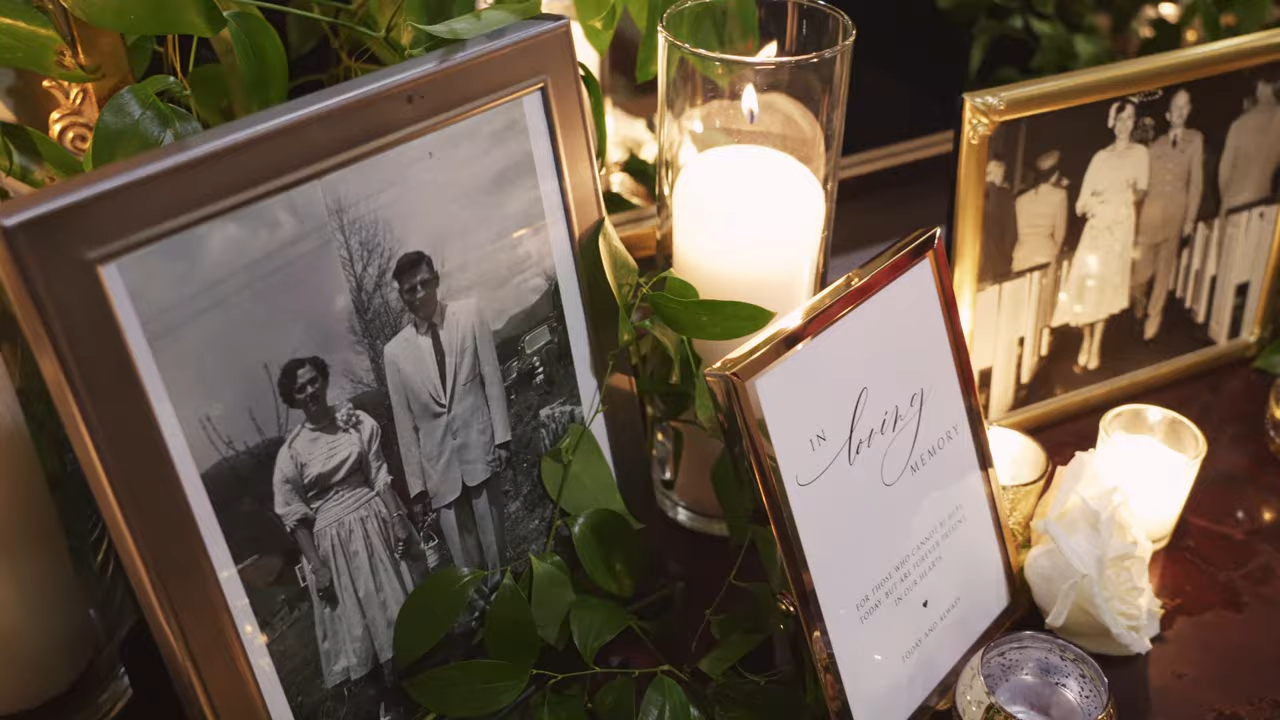 IN loving MEMORY
FOR THOSE WHO CANNOT BE HERE
TODAY, BUT ARE FOREVER PRESENT
IN OUR HEARTS
TODAY AND ALWAYS